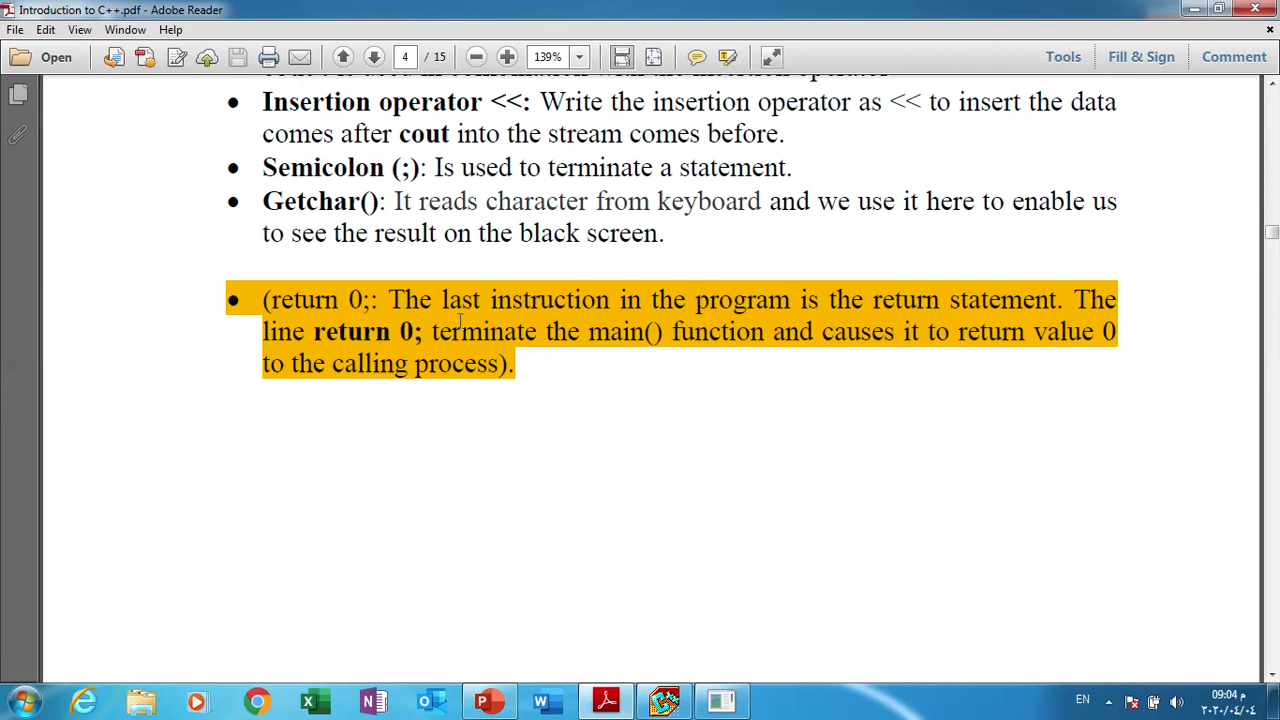 Introduction to C++.pdf - Adobe Reader
File Edit View Window Help
Open 4 / 15 139% Tools Fill & Sign Comment
Insertion operator <<: Write the insertion operator as << to insert the data
comes after cout into the stream comes before.
Semicolon (;): Is used to terminate a statement.
Getchar(): It reads character from keyboard and we use it here to enable us
to see the result on the black screen.
(return 0;: The last instruction in the program is the return statement. The
line return 0; terminate the main() function and causes it to return value 0
to the calling process).
EN
09:04 م
٢٠٢٠/٠٤/٠٤